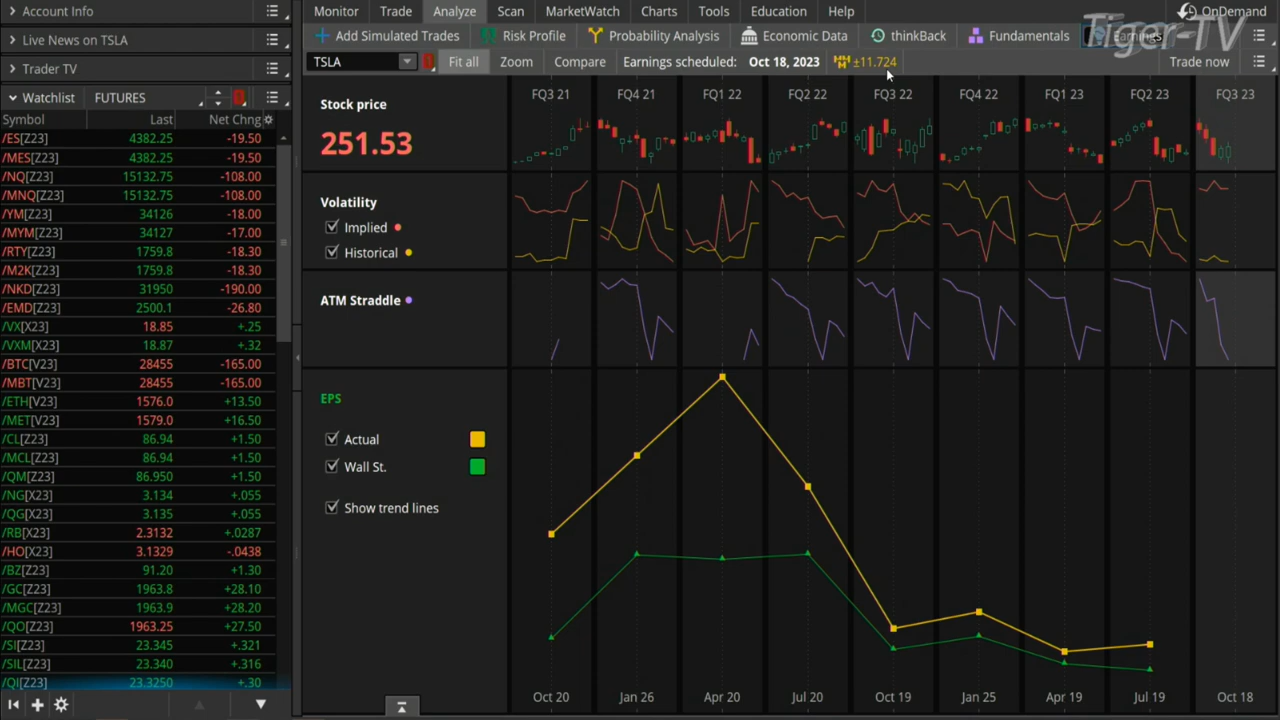 Account Info
Live News on TSLA
Trader TV
Watchlist FUTURES
Symbol Last Net Chng
/ES[Z23] 4382.25 -19.50
/MES[Z23] 4382.25 -19.50
/NQ[Z23] 15132.75 -108.00
/MNQ[Z23] 15132.75 -108.00
/YM[Z23] 34126 -18.00
/MYM[Z23] 34127 -17.00
/RTY[Z23] 1759.8 -18.30
/M2K[Z23] 1759.8 -18.30
/NKD[Z23] 31950 -190.00
/EMD[Z23] 2500.1 -26.80
/VX[X23] 18.85 +.25
/VXM[X23] 18.87 +.32
/BTC[V23] 28455 -165.00
/MBT[V23] 28455 -165.00
/ETH[V23] 1576.0 +13.50
/MET[V23] 1579.0 +16.50
/CL[Z23] 86.94 +1.50
/MCL[Z23] 86.94 +1.50
/QM[Z23] 86.950 +1.50
/NG[X23] 3.134 +.055
/QG[X23] 3.135 +.055
/RB[X23] 2.3132 +.0287
/HO[X23] 3.1329 -.0438
/BZ[Z23] 91.20 +1.30
/GC[Z23] 1963.8 +28.10
/MGC[Z23] 1963.9 +28.20
/QO[Z23] 1963.25 +27.50
/SI[Z23] 23.345 +.321
/SIL[Z23] 23.340 +.316
/QI[Z23] 23.3250 +.30
Monitor Trade Analyze Scan MarketWatch Charts Tools Education Help OnDemand
Tiger-TV
Add Simulated Trades Risk Profile Probability Analysis Economic Data thinkBack Fundamentals Earnings
TSLA Fit all Zoom Compare Earnings scheduled: Oct 18, 2023 ±11.724 Trade now
FQ3 21 FQ4 21 FQ1 22 FQ2 22 FQ3 22 FQ4 22 FQ1 23 FQ2 23 FQ3 23
Stock price
251.53
Volatility
Implied
Historical
ATM Straddle
EPS
Actual
Wall St.
Show trend lines
Oct 20 Jan 26 Apr 20 Jul 20 Oct 19 Jan 25 Apr 19 Jul 19 Oct 18